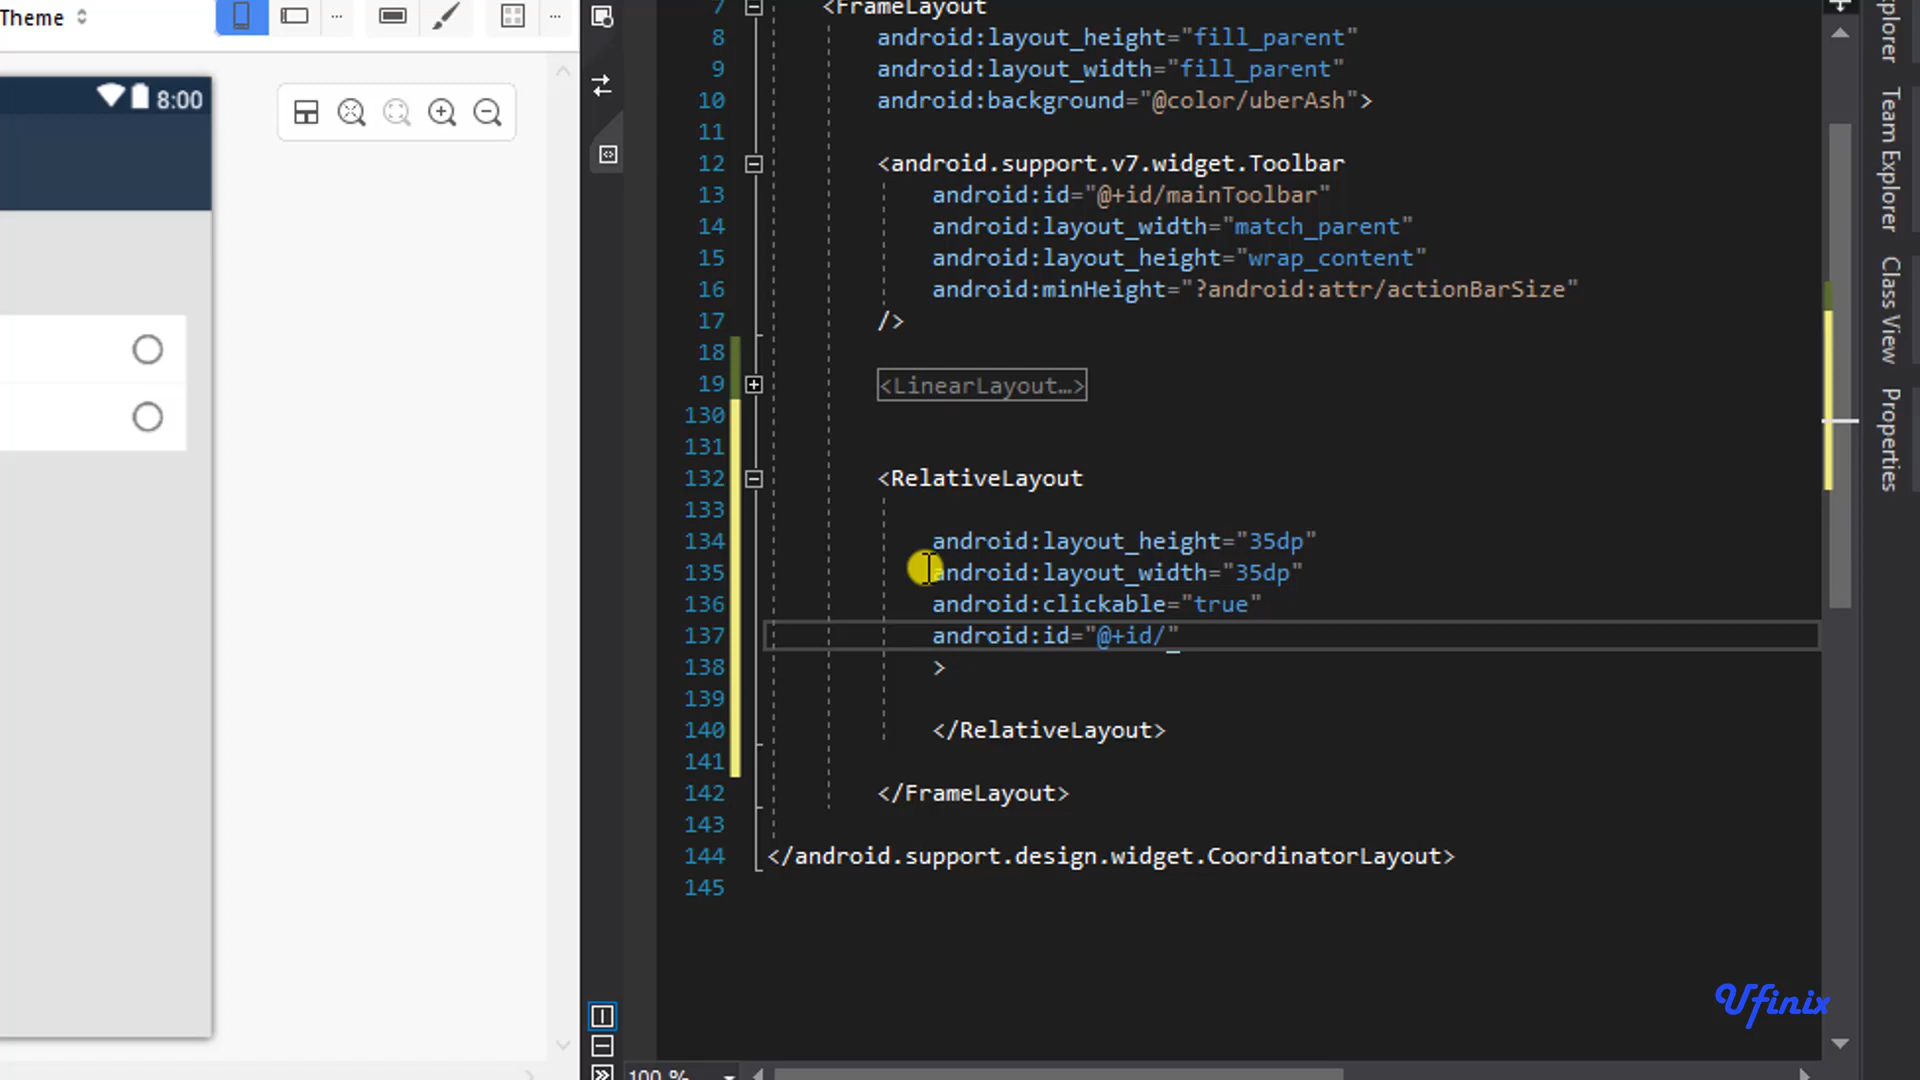 Theme
8:00
7 <FrameLayout
8 android:layout_height="fill_parent"
9 android:layout_width="fill_parent"
10 android:background="@color/uberAsh">
11
12 <android.support.v7.widget.Toolbar
13 android:id="@+id/mainToolbar"
14 android:layout_width="match_parent"
15 android:layout_height="wrap_content"
16 android:minHeight="?android:attr/actionBarSize"
17 />
18
19 <LinearLayout…>
130
131
132 <RelativeLayout
133
134 android:layout_height="35dp"
135 android:layout_width="35dp"
136 android:clickable="true"
137 android:id="@+id/"
138 >
139
140 </RelativeLayout>
141
142 </FrameLayout>
143
144 </android.support.design.widget.CoordinatorLayout>
145
100 %
Team Explorer
Class View
Properties
Ufinix